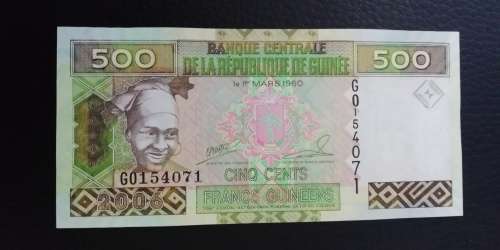 500
BANQUE CENTRALE
DE LA RÉPUBLIQUE DE GUINÉE
le 1er MARS 1960
500
G0154071
G0154071
CINQ CENTS
FRANCS GUINÉENS
2006